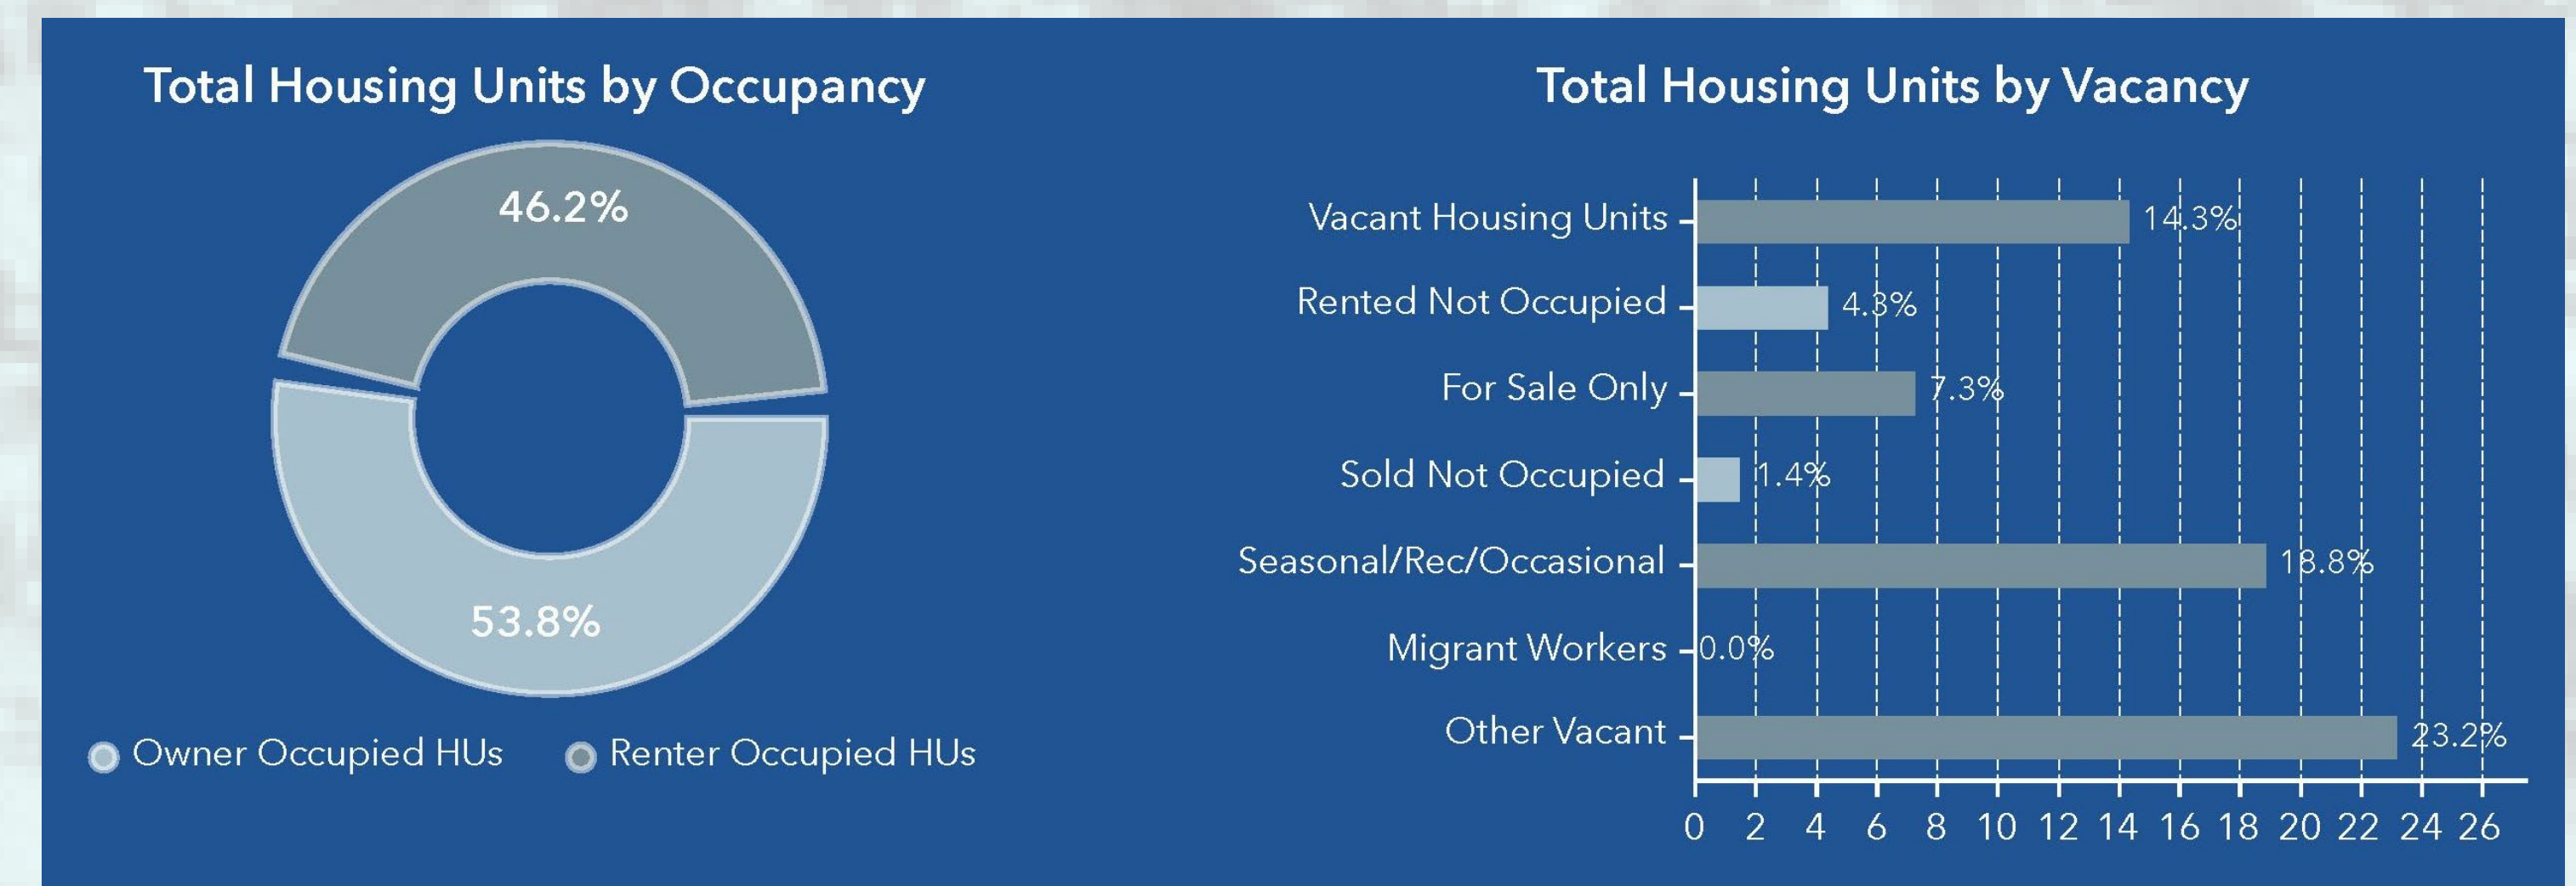 Total Housing Units by Occupancy
46.2%
53.8%
Owner Occupied HUs
Renter Occupied HUs
Total Housing Units by Vacancy
Vacant Housing Units
14.3%
Rented Not Occupied
4.3%
For Sale Only
7.3%
Sold Not Occupied
1.4%
Seasonal/Rec/Occasional
18.8%
Migrant Workers
0.0%
Other Vacant
23.2%
0 2 4 6 8 10 12 14 16 18 20 22 24 26